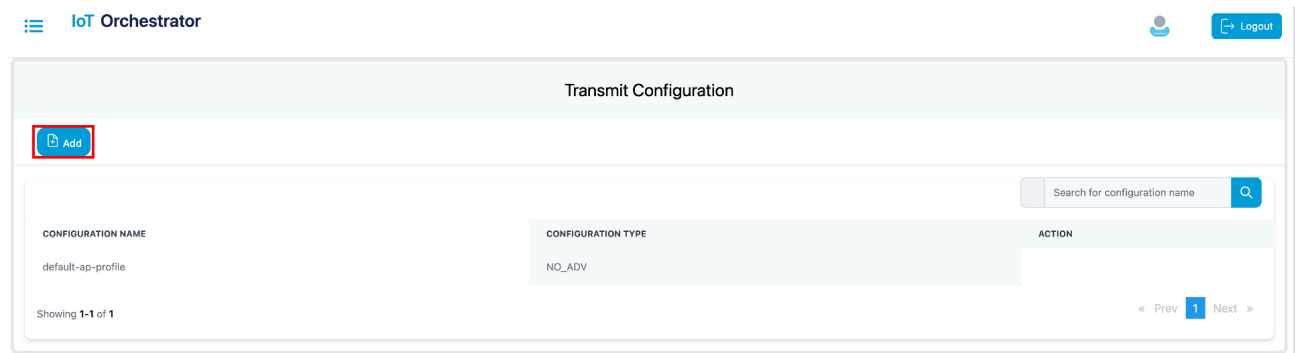 IoT Orchestrator
Logout
Transmit Configuration
Add
Search for configuration name
CONFIGURATION NAME CONFIGURATION TYPE ACTION
default-ap-profile NO_ADV
Showing 1-1 of 1
« Prev 1 Next »